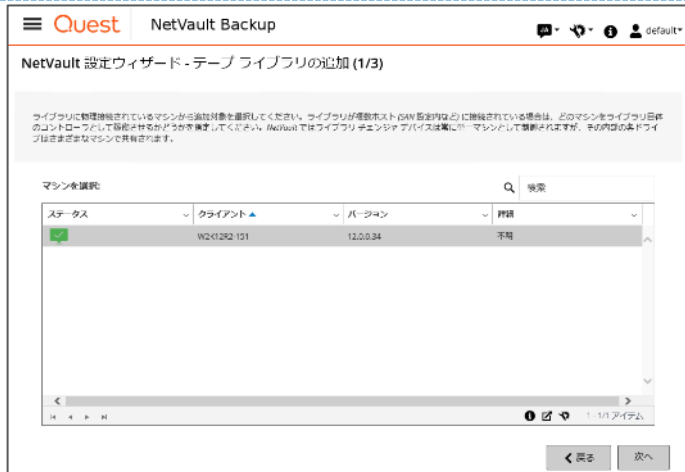 Quest NetVault Backup default
NetVault 設定ウィザード - テープ ライブラリの追加 (1/3)
ライブラリに物理接続されているマシンから追加対象を選択してください。ライブラリが複数ホスト (SAN 設定内など) に接続されている場合は、どのマシンをライブラリ自体
のコントローラとして稼働させるかどうかを指定してください。NetVault ではライブラリ チェンジャ デバイスは常に単一マシンとして制御されますが、その内部の各ドライ
ブはさまざまなマシンで共有されます。
マシンを選択: 検索
ステータス クライアント バージョン 詳細
W2K12R2-151 12.0.0.34 不明
1 - 1/1 アイテム
戻る 次へ